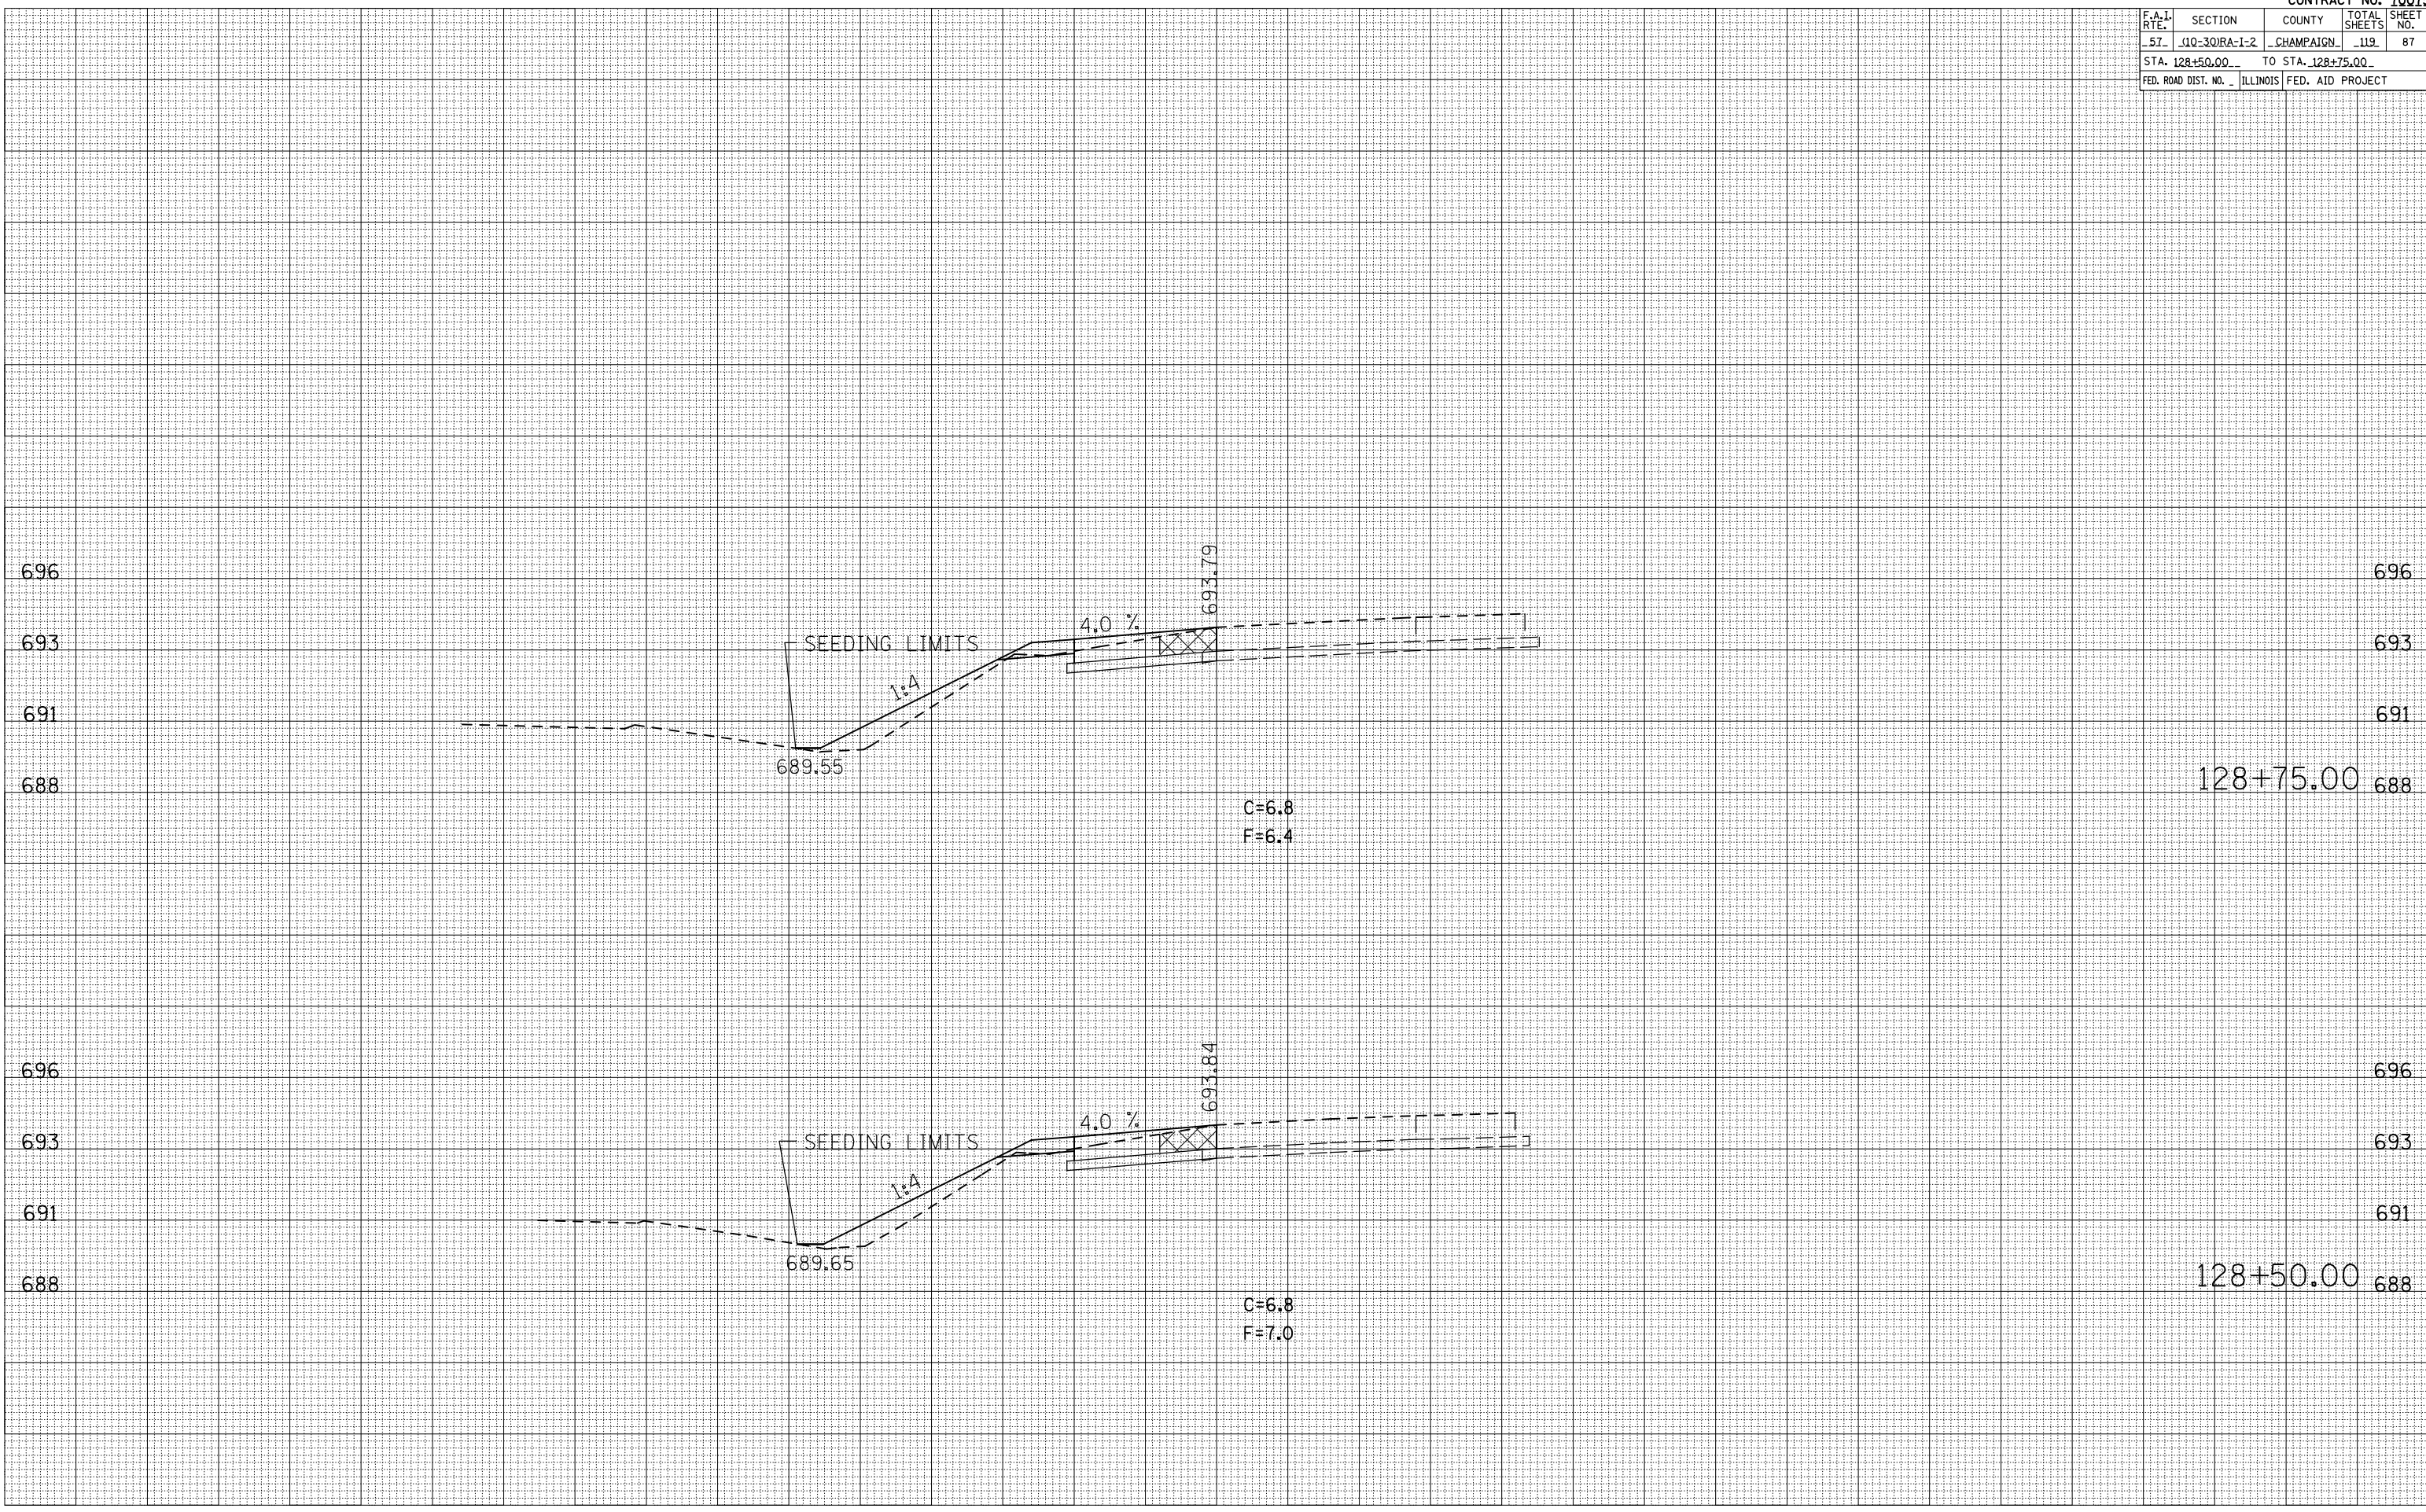 CONTRACT NO.
F.A.I. RTE. SECTION COUNTY TOTAL SHEETS SHEET NO.
57 (10-30)RA-I-2 CHAMPAIGN 119 87
STA. 128+50.00 TO STA. 128+75.00
FED. ROAD DIST. NO. _ ILLINOIS FED. AID PROJECT
693.79
696 696
4.0 %
693 SEEDING LIMITS 693
1:4
691 691
689.55
688 128+75.00 688
C=6.8
F=6.4
693.84
696 696
4.0 %
693 SEEDING LIMITS 693
1:4
691 691
689.65
688 128+50.00 688
C=6.8
F=7.0